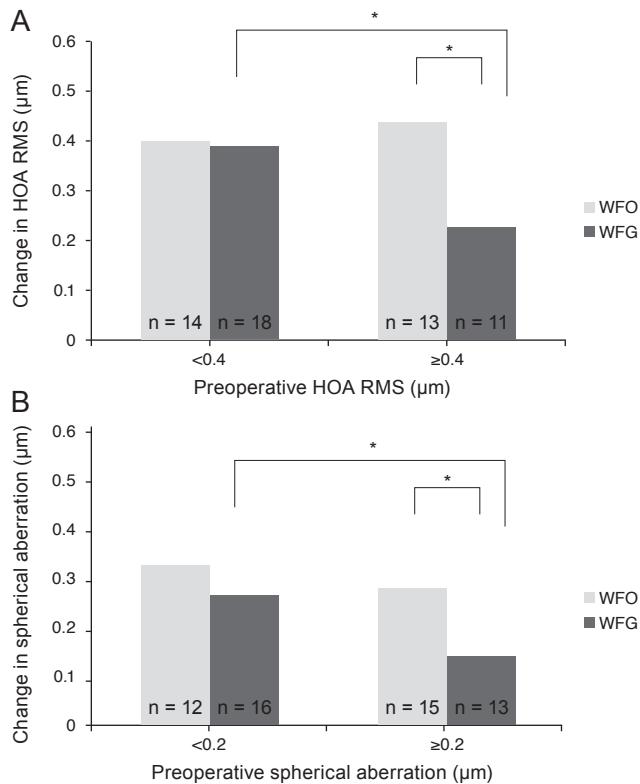 A
Change in HOA RMS (µm)
0.6
0.5
0.4
0.3
0.2
0.1
0
*
*
n = 14
n = 18
n = 13
n = 11
<0.4
≥0.4
Preoperative HOA RMS (µm)
WFO
WFG
B
Change in spherical aberration (µm)
0.6
0.5
0.4
0.3
0.2
0.1
0
*
*
n = 12
n = 16
n = 15
n = 13
<0.2
≥0.2
Preoperative spherical aberration (µm)
WFO
WFG